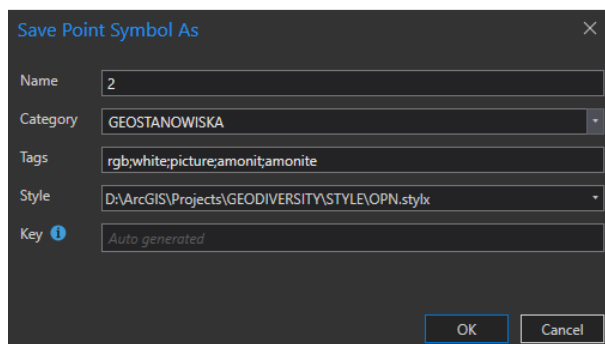 Save Point Symbol As
Name 2
Category GEOSTANOWISKA
Tags rgb;white;picture;amonit;amonite
Style D:\ArcGIS\Projects\GEODIVERSITY\STYLE\OPN.stylx
Key Auto generated
OK Cancel